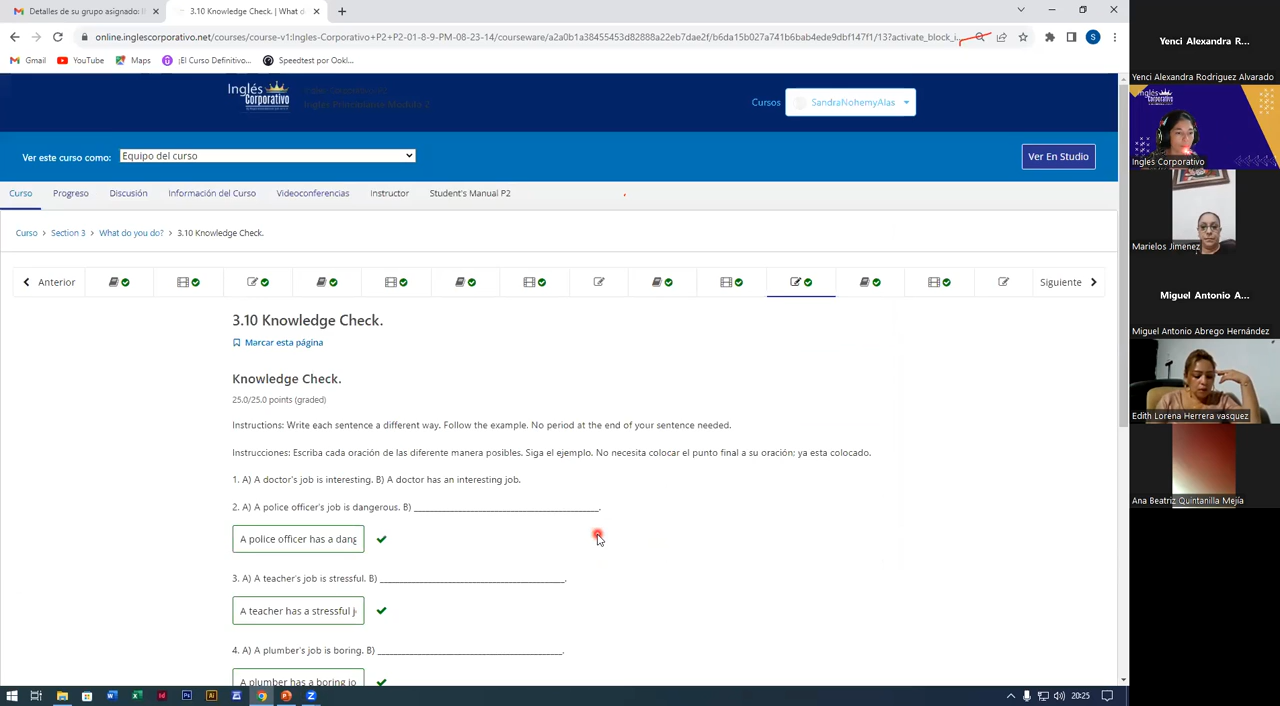 Detalles de su grupo asignado: I
3.10 Knowledge Check. | What d
online.inglescorporativo.net/courses/course-v1:Ingles-Corporativo+P2+P2-01-8-9-PM-08-23-14/courseware/a2a0b1a38455453d82888a22eb7dae2f/b6da15b027a741b6bab4ede9dbf147f1/13?activate_block_i...
Gmail
YouTube
Maps
¡El Curso Definitivo...
Speedtest por Ookl...
Inglés
Corporativo
Cursos
SandraNohemyAlas
Ver este curso como:
Equipo del curso
Ver En Studio
Curso
Progreso
Discusión
Información del Curso
Videoconferencias
Instructor
Student's Manual P2
Curso > Section 3 > What do you do? > 3.10 Knowledge Check.
Anterior
Siguiente
3.10 Knowledge Check.
Marcar esta página
Knowledge Check.
25.0/25.0 points (graded)
Instructions: Write each sentence a different way. Follow the example. No period at the end of your sentence needed.
Instrucciones: Escriba cada oración de las diferente manera posibles. Siga el ejemplo. No necesita colocar el punto final a su oración; ya esta colocado.
1. A) A doctor's job is interesting. B) A doctor has an interesting job.
2. A) A police officer's job is dangerous. B) ______________________________.
A police officer has a dang
3. A) A teacher's job is stressful. B) ______________________________.
A teacher has a stressful j
4. A) A plumber's job is boring. B) ______________________________.
A plumber has a boring jo
20:25
Yenci Alexandra R...
Yenci Alexandra Rodriguez Alvarado
Inglés
Corporativo
Inglés Corporativo
Marielos Jiménez
Miguel Antonio A...
Miguel Antonio Abrego Hernández
Edith Lorena Herrera vasquez
Ana Beatriz Quintanilla Mejía